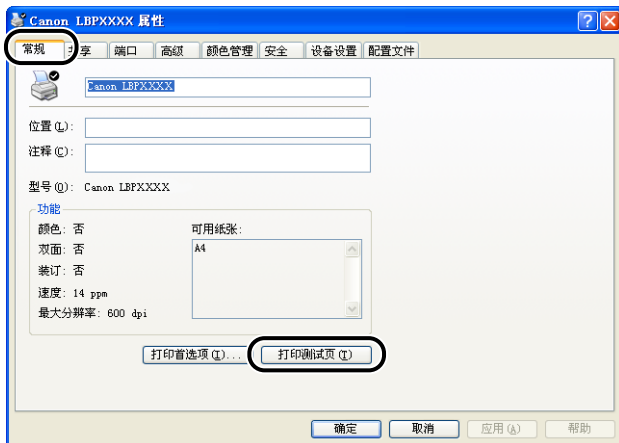 Canon LBPXXXX 属性
常规 共享 端口 高级 颜色管理 安全 设备设置 配置文件
Canon LBPXXXX
位置(L):
注释(C):
型号(O): Canon LBPXXXX
功能
颜色: 否 可用纸张:
双面: 否 A4
装订: 否
速度: 14 ppm
最大分辨率: 600 dpi
打印首选项(I)... 打印测试页(T)
确定 取消 应用(A) 帮助